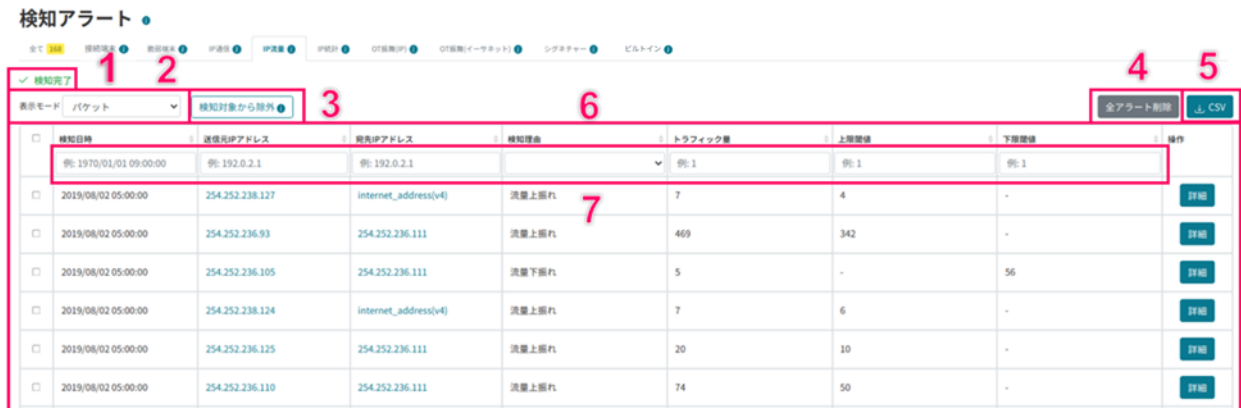 検知アラート
全て 168 接続端末 脆弱端末 IP通信 IP流量 IP統計 OT振舞(IP) OT振舞(イーサネット) シグネチャー ビルトイン
1 2 3 4 5 6
✓ 検知完了
表示モード パケット 検知対象から除外 全アラート削除 CSV
検知日時 送信元IPアドレス 宛先IPアドレス 検知理由 トラフィック量 上限閾値 下限閾値 操作
例: 1970/01/01 09:00:00 例: 192.0.2.1 例: 192.0.2.1 例: 1 例: 1 例: 1
2019/08/02 05:00:00 254.252.238.127 internet_address(v4) 流量上振れ 7 4 - 詳細
7
2019/08/02 05:00:00 254.252.236.93 254.252.236.111 流量上振れ 469 342 - 詳細
2019/08/02 05:00:00 254.252.236.105 254.252.236.111 流量下振れ 5 - 56 詳細
2019/08/02 05:00:00 254.252.238.124 internet_address(v4) 流量上振れ 7 6 - 詳細
2019/08/02 05:00:00 254.252.236.125 254.252.236.111 流量上振れ 20 10 - 詳細
2019/08/02 05:00:00 254.252.236.110 254.252.236.111 流量上振れ 74 50 - 詳細